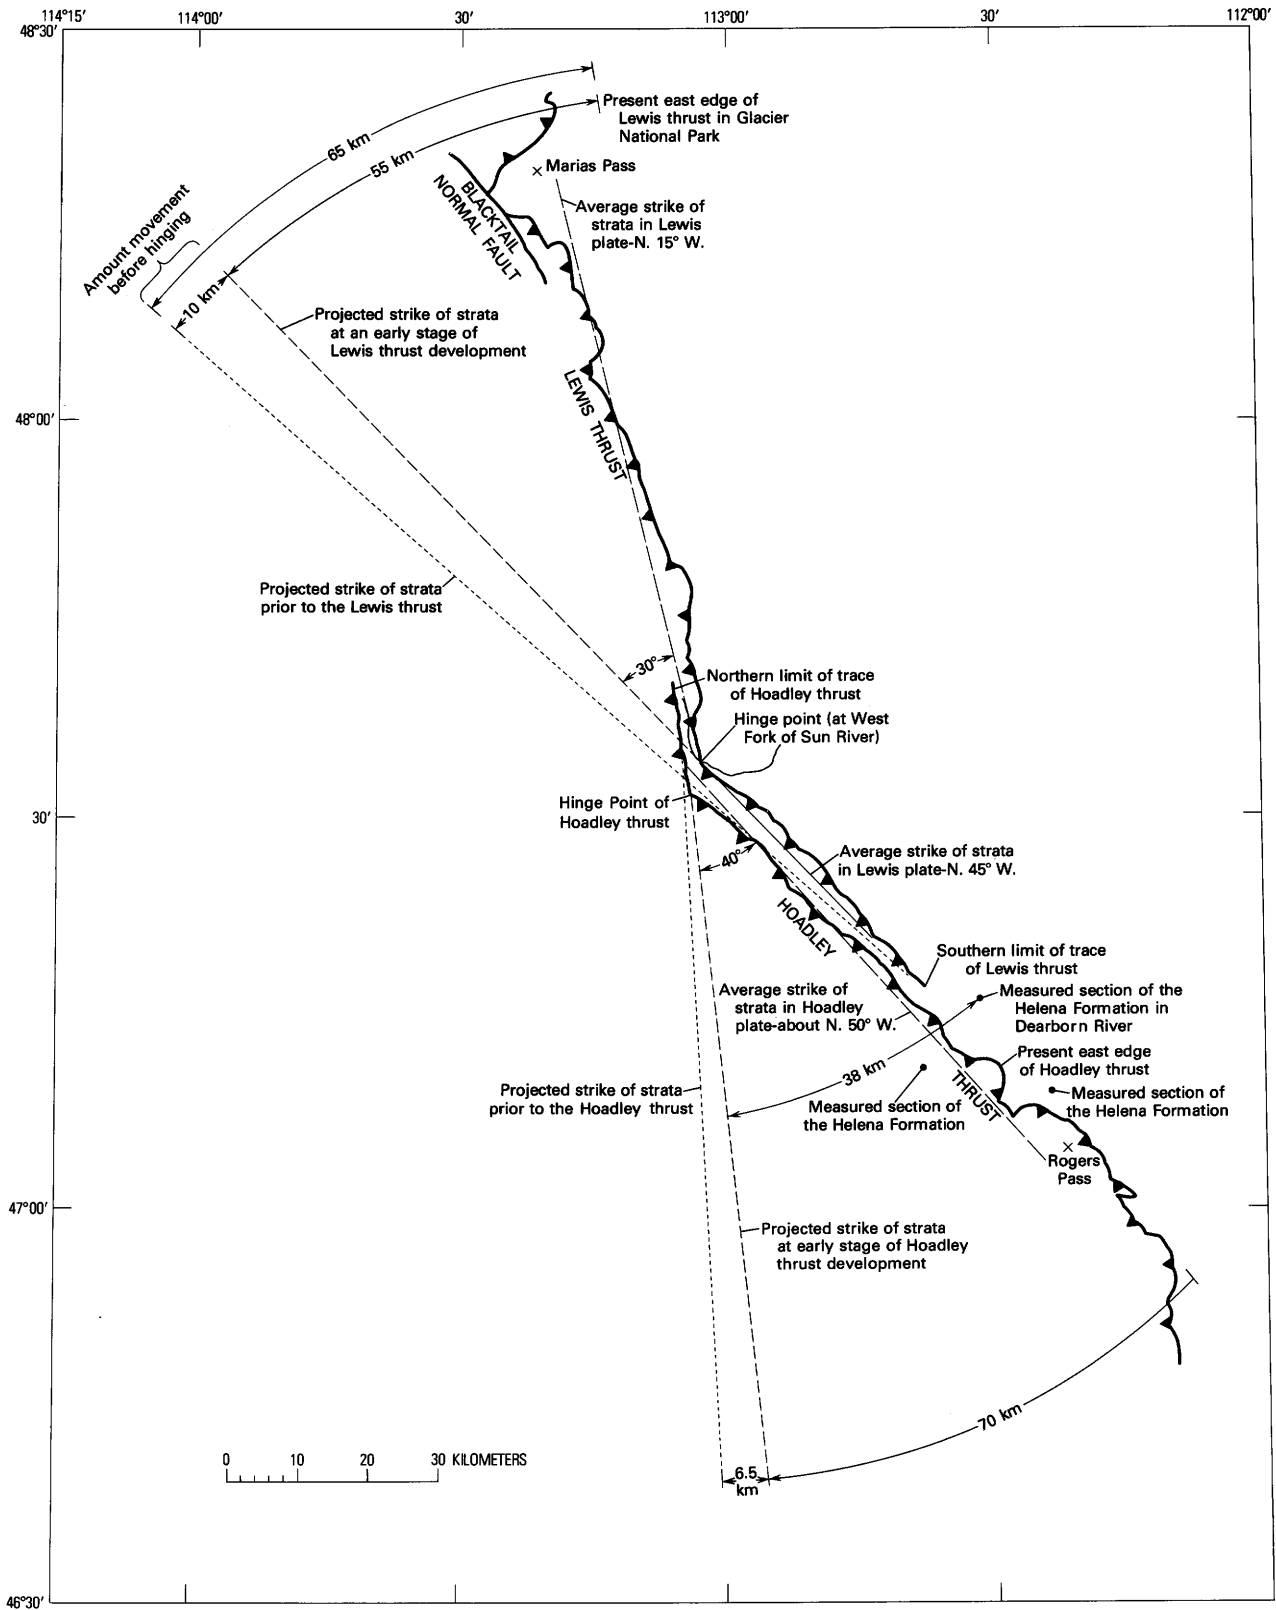 114°15′
114°00′
30′
113°00′
30′
112°00′
48°30′
Present east edge of
Lewis thrust in Glacier
National Park
65 km
55 km
Marias Pass
BLACKTAIL
NORMAL FAULT
Average strike of
strata in Lewis
plate-N. 15° W.
Amount movement
before hinging
10 km
Projected strike of strata
at an early stage of
Lewis thrust development
LEWIS THRUST
48°00′
Projected strike of strata
prior to the Lewis thrust
30°
Northern limit of trace
of Hoadley thrust
Hinge point (at West
Fork of Sun River)
Hinge Point of
Hoadley thrust
30′
40°
Average strike of strata
in Lewis plate-N. 45° W.
HOADLEY
THRUST
Southern limit of trace
of Lewis thrust
Average strike of
strata in Hoadley
plate-about N. 50° W.
Measured section of the
Helena Formation in
Dearborn River
Present east edge
of Hoadley thrust
38 km
Projected strike of strata
prior to the Hoadley thrust
Measured section of
the Helena Formation
Measured section of
the Helena Formation
Rogers
Pass
47°00′
Projected strike of strata
at early stage of Hoadley
thrust development
70 km
0 10 20 30 KILOMETERS
6.5
km
46°30′